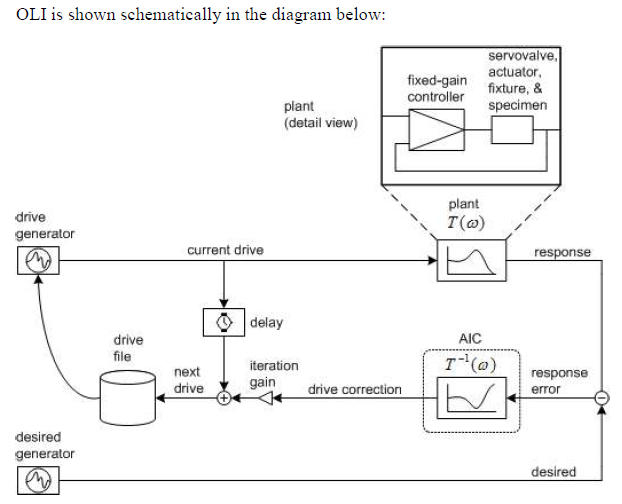 OLI is shown schematically in the diagram below:
servovalve,
actuator,
fixture, &
specimen
fixed-gain
controller
plant
(detail view)
plant
T(ω)
drive
generator
current drive
response
delay
AIC
T⁻¹(ω)
drive
file
next
drive
iteration
gain
drive correction
response
error
desired
generator
desired